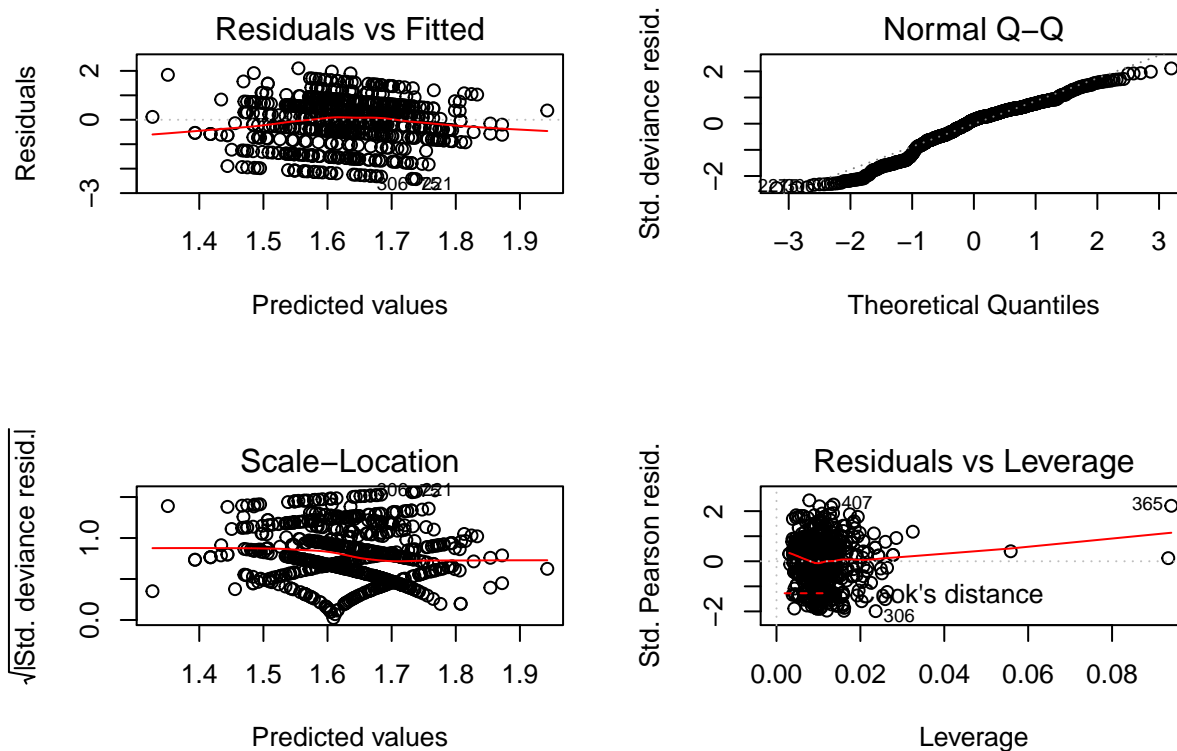 Residuals vs Fitted
Residuals
2
0
−3
306
221
1.4 1.5 1.6 1.7 1.8 1.9
Predicted values
Normal Q−Q
Std. deviance resid.
2
0
−2
−3 −2 −1 0 1 2 3
Theoretical Quantiles
Scale−Location
√|Std. deviance resid.|
1.0
0.0
306
221
1.4 1.5 1.6 1.7 1.8 1.9
Predicted values
Residuals vs Leverage
Std. Pearson resid.
2
0
−2
407
365
Cook's distance
306
0.00 0.02 0.04 0.06 0.08
Leverage